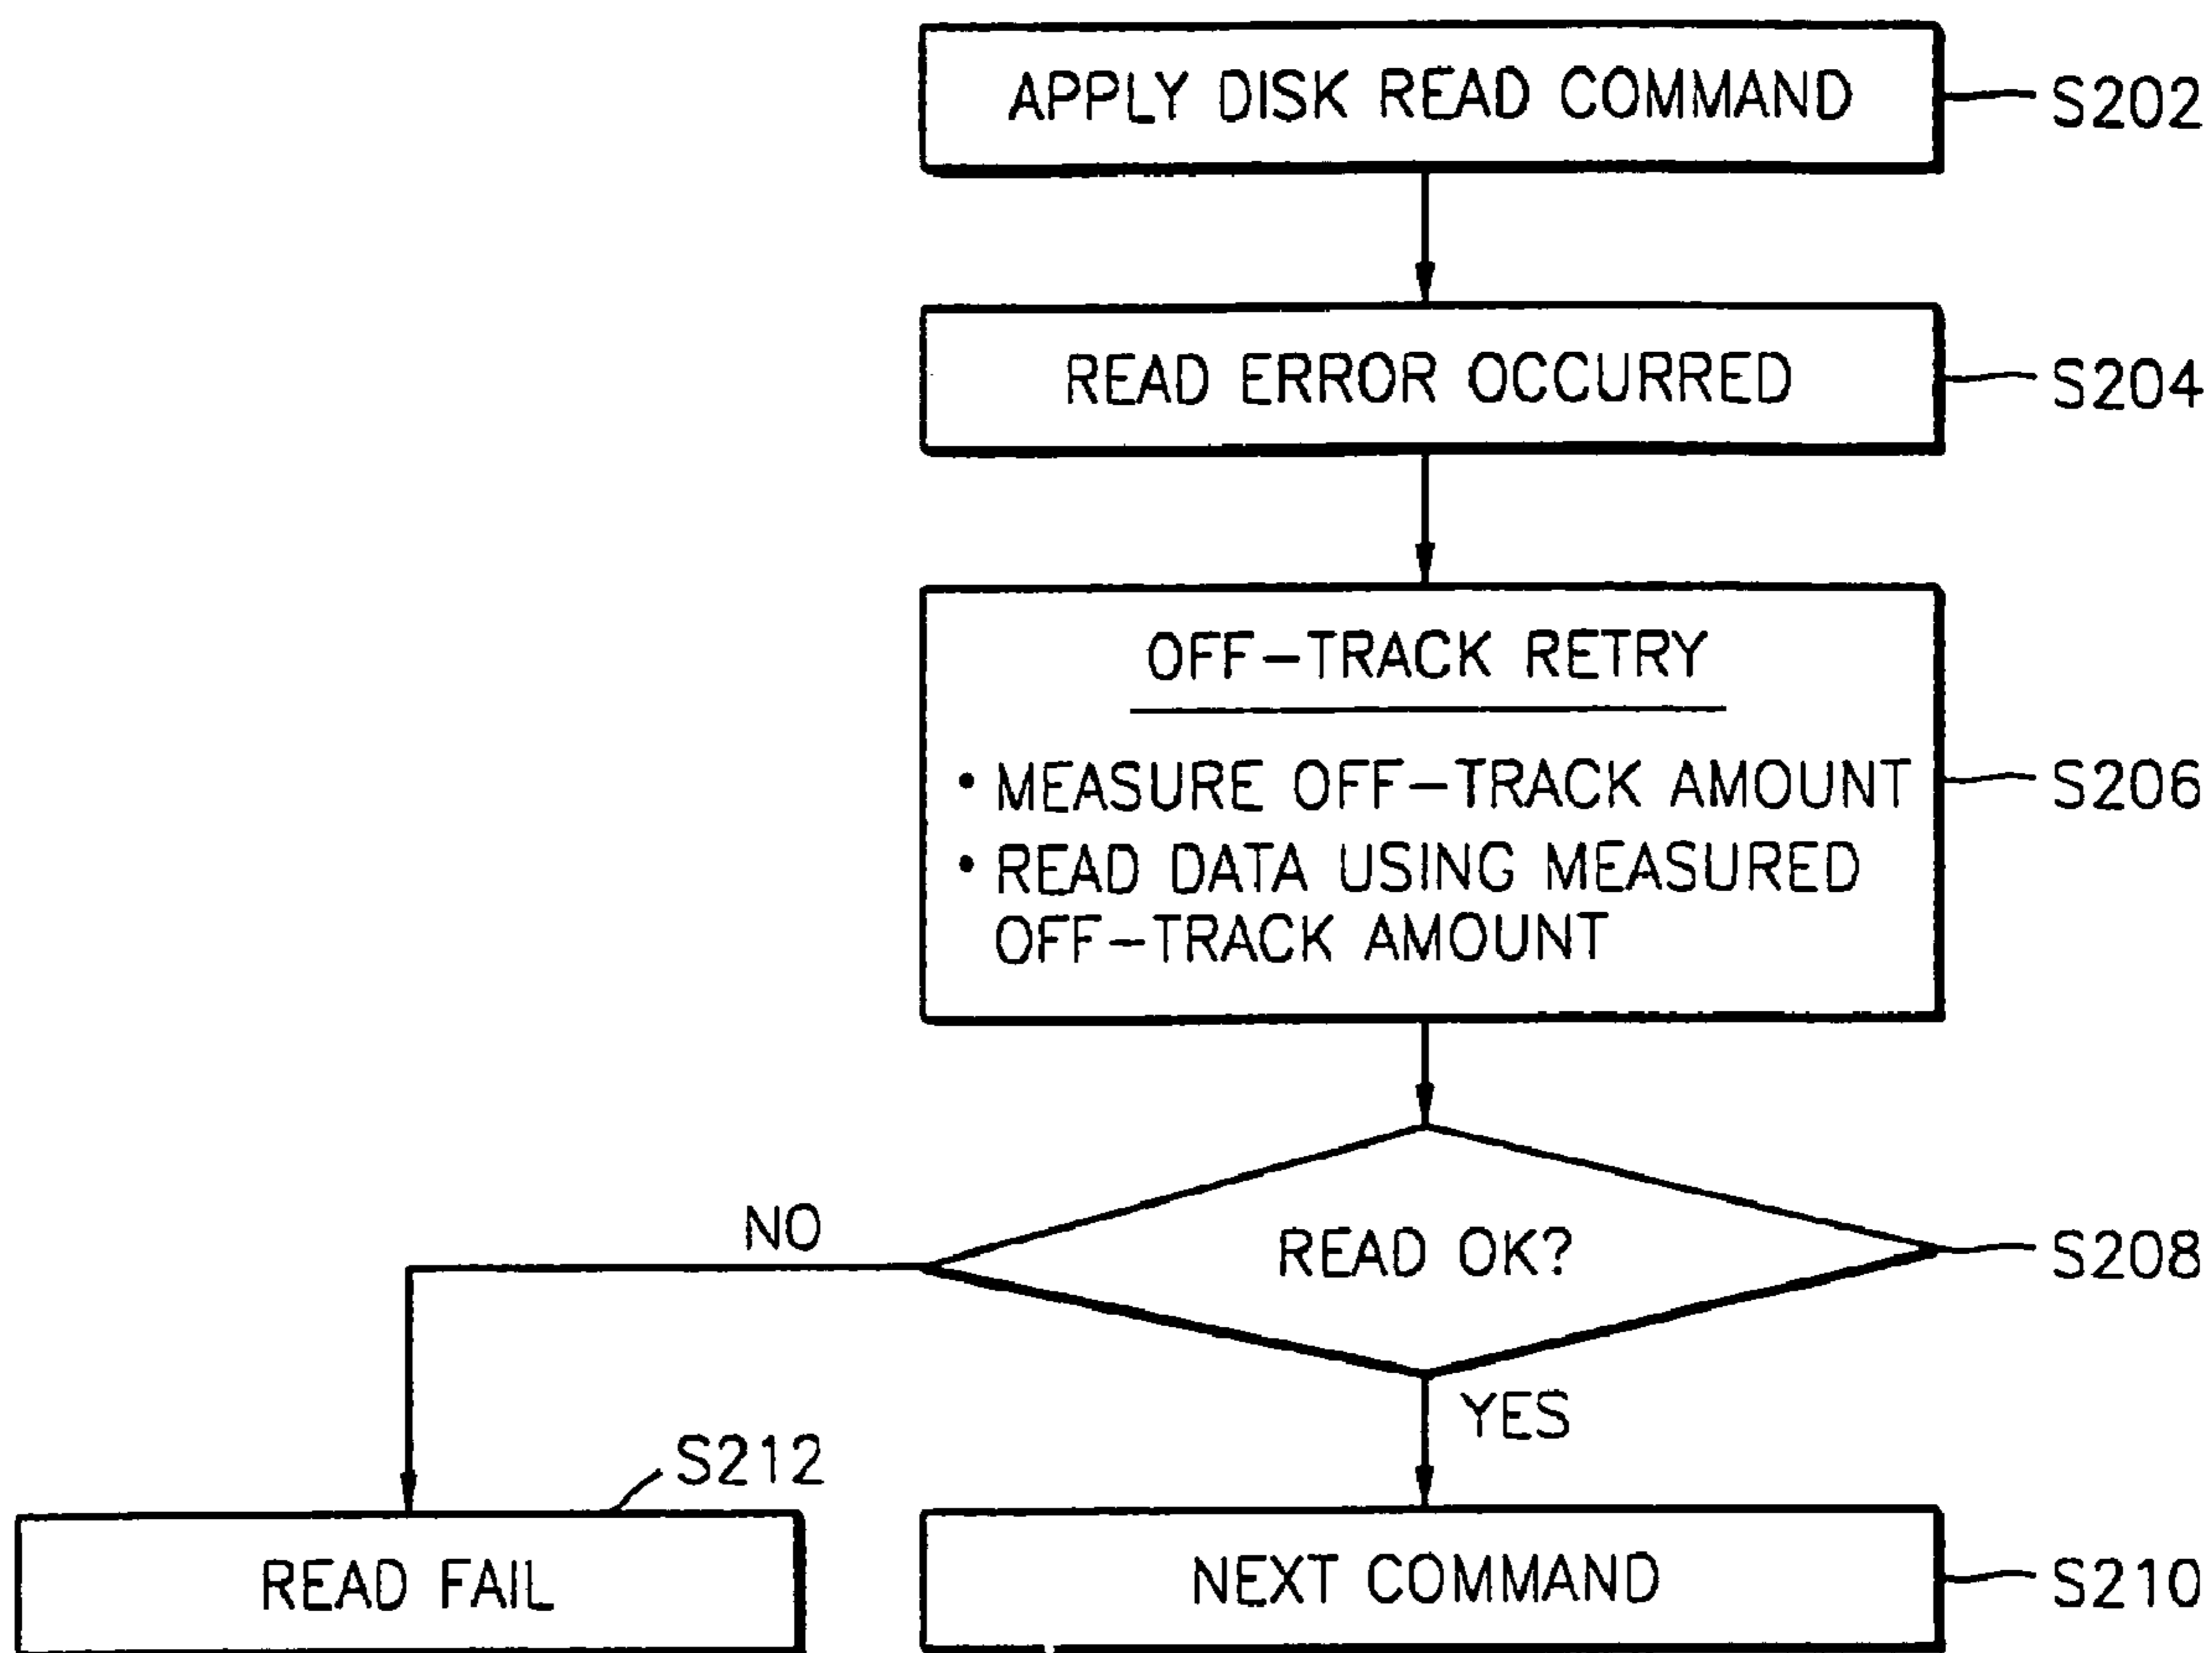 APPLY DISK READ COMMAND
S202
READ ERROR OCCURRED
S204
OFF-TRACK RETRY
• MEASURE OFF-TRACK AMOUNT
S206
• READ DATA USING MEASURED
OFF-TRACK AMOUNT
NO
READ OK?
S208
YES
S212
READ FAIL
NEXT COMMAND
S210